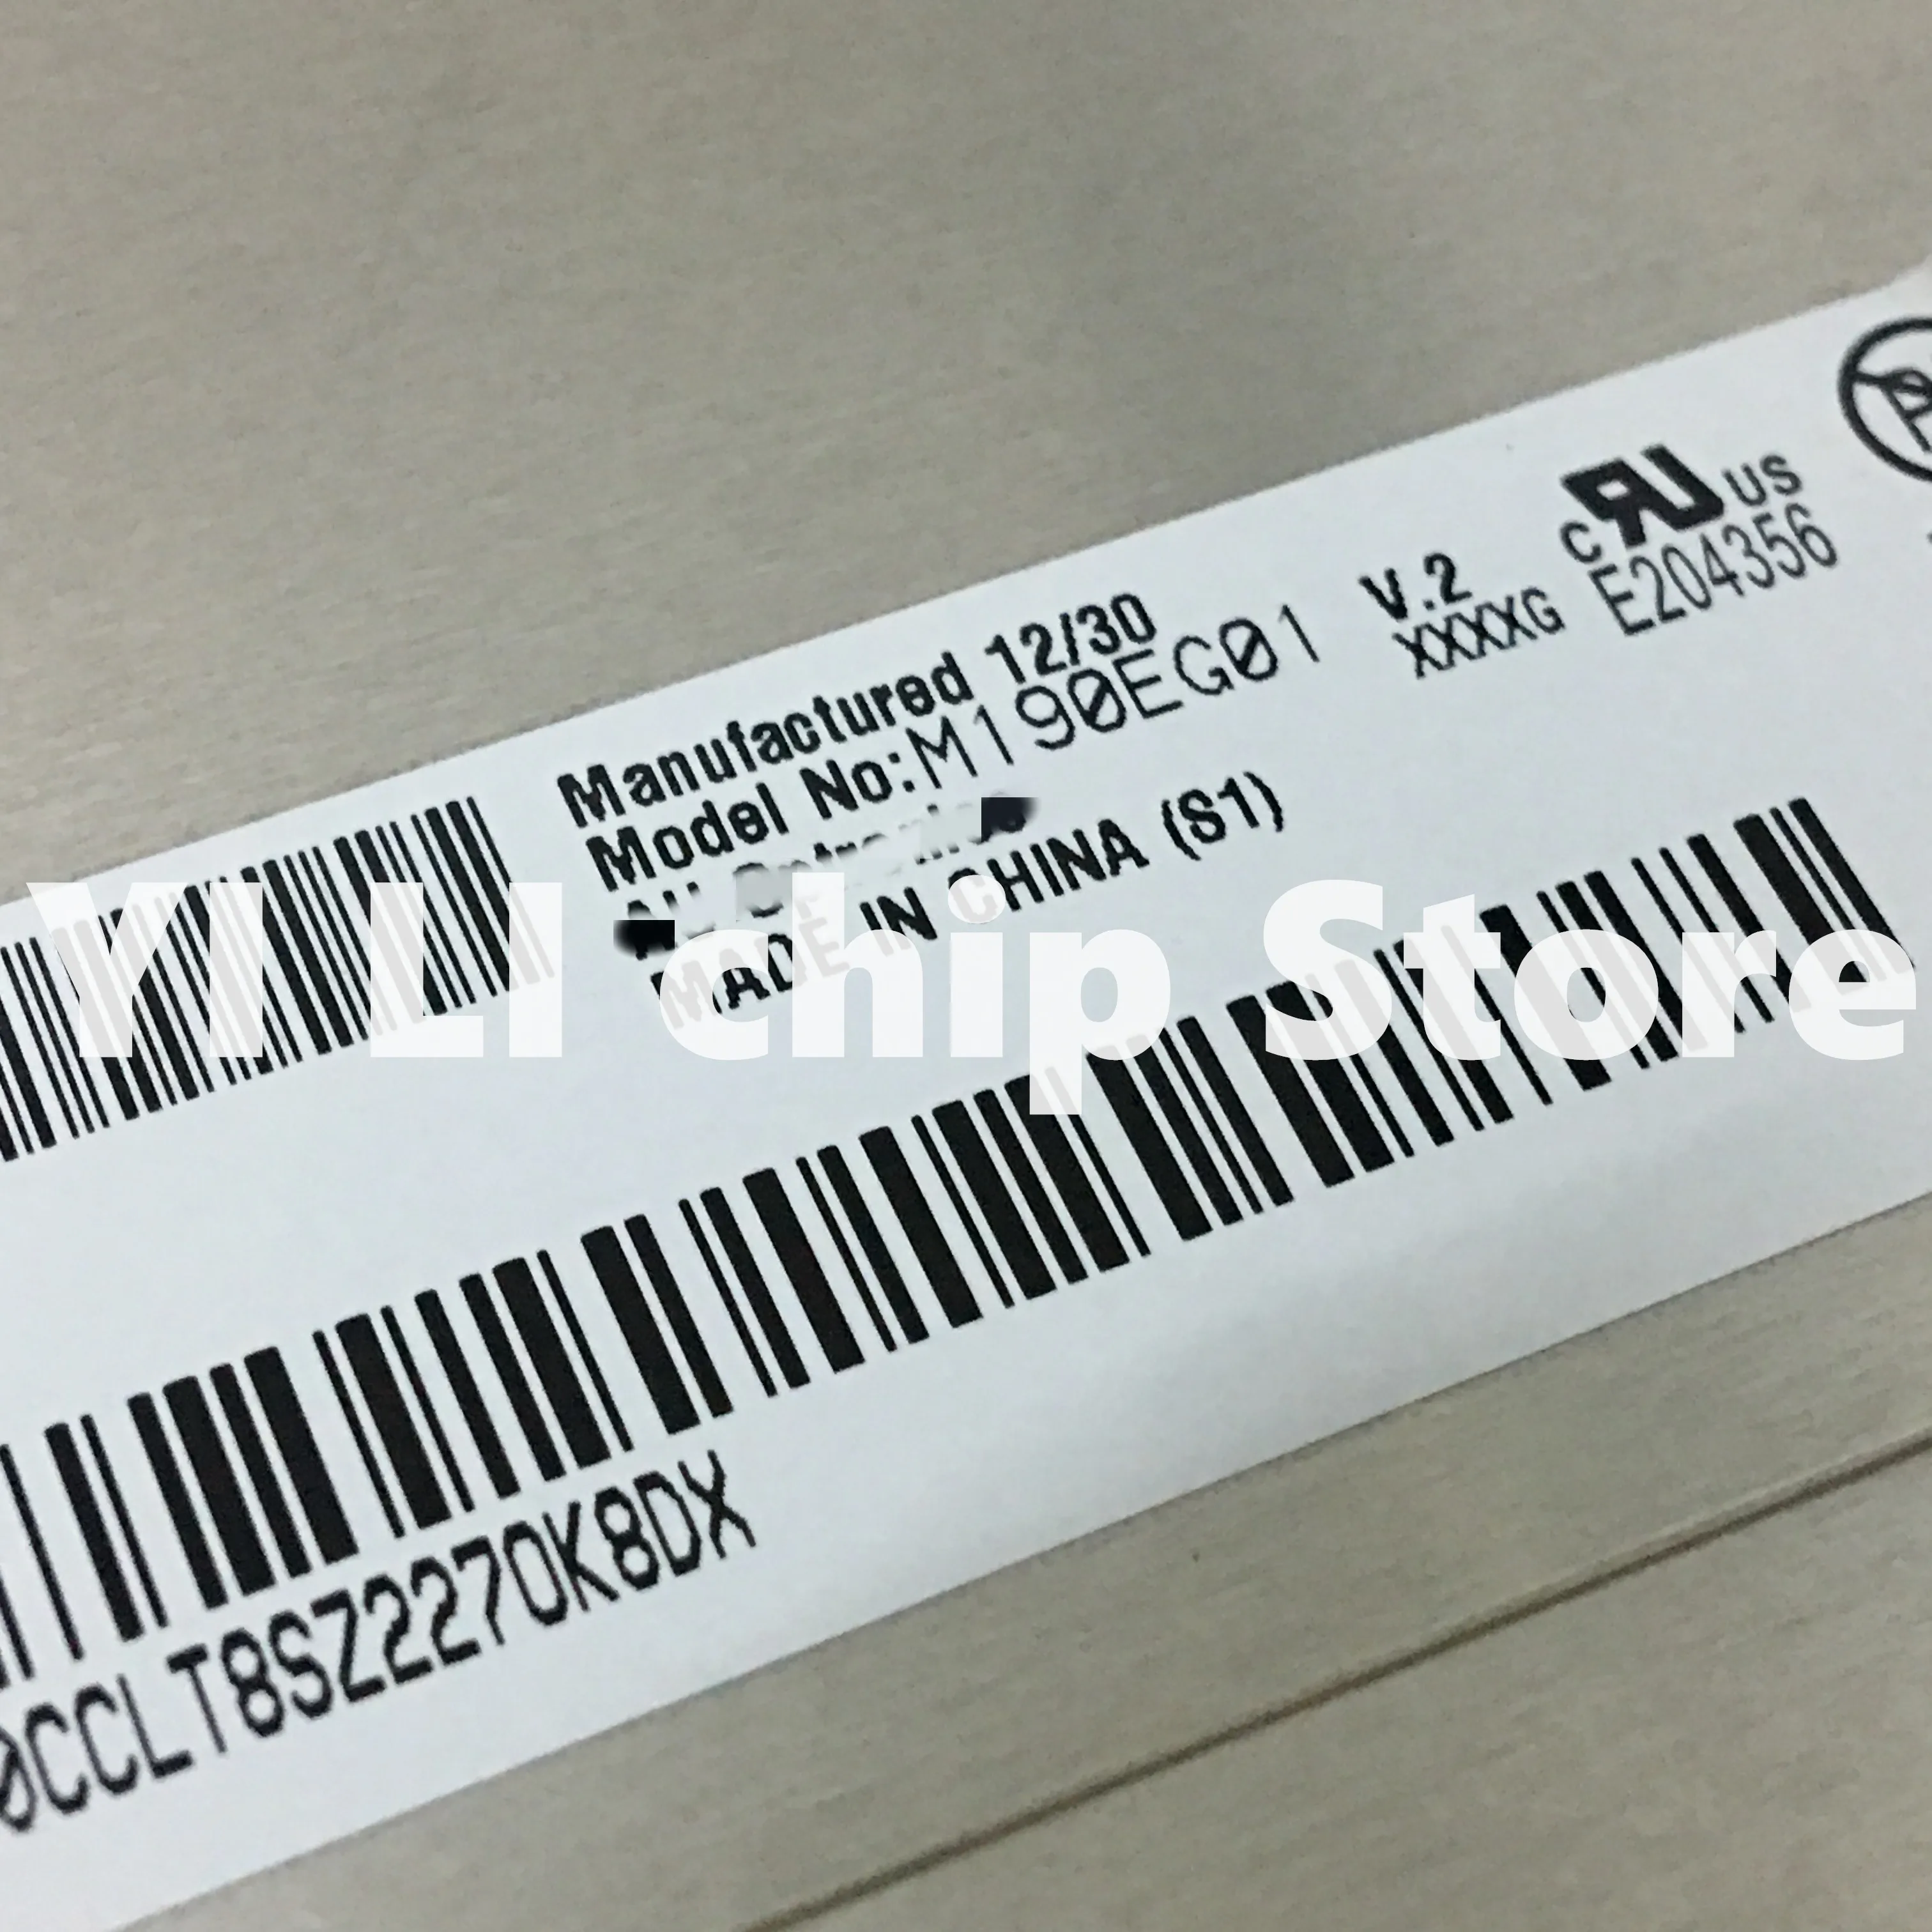 Manufactured 12/30
Model No:M190EG01 V.2
XXXXG
c RU US
E204356
MADE IN CHINA (S1)
YI LI chip Store
0CCLT8SZ2270K8DX